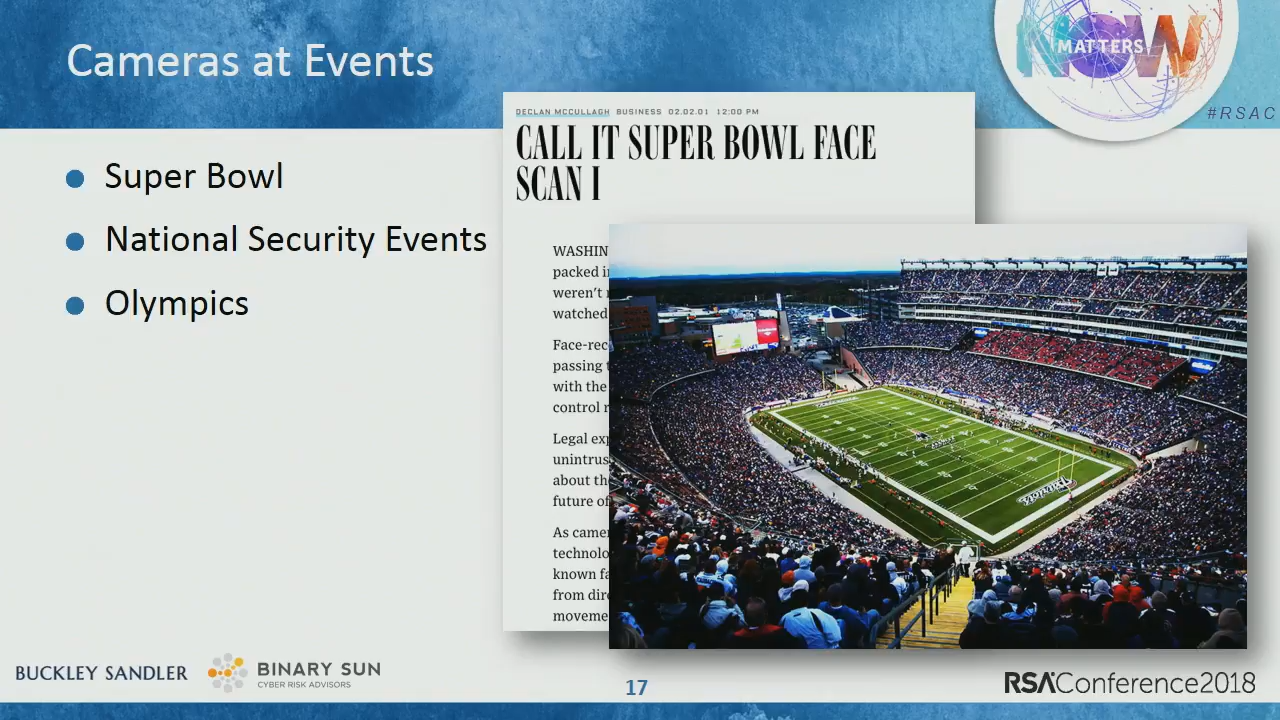 Cameras at Events
NOW
MATTERS
#RSAC
Super Bowl
National Security Events
Olympics
DECLAN MCCULLAGH BUSINESS 02.02.01 12:00 PM
CALL IT SUPER BOWL FACE
SCAN I
WASHIN
packed i
weren't
watched
Face-rec
passing
with the
control r
Legal exp
unintrus
about th
future of
As camer
technolo
known fa
from dire
moveme
BUCKLEY SANDLER
BINARY SUN
CYBER RISK ADVISORS
17
RSAConference2018